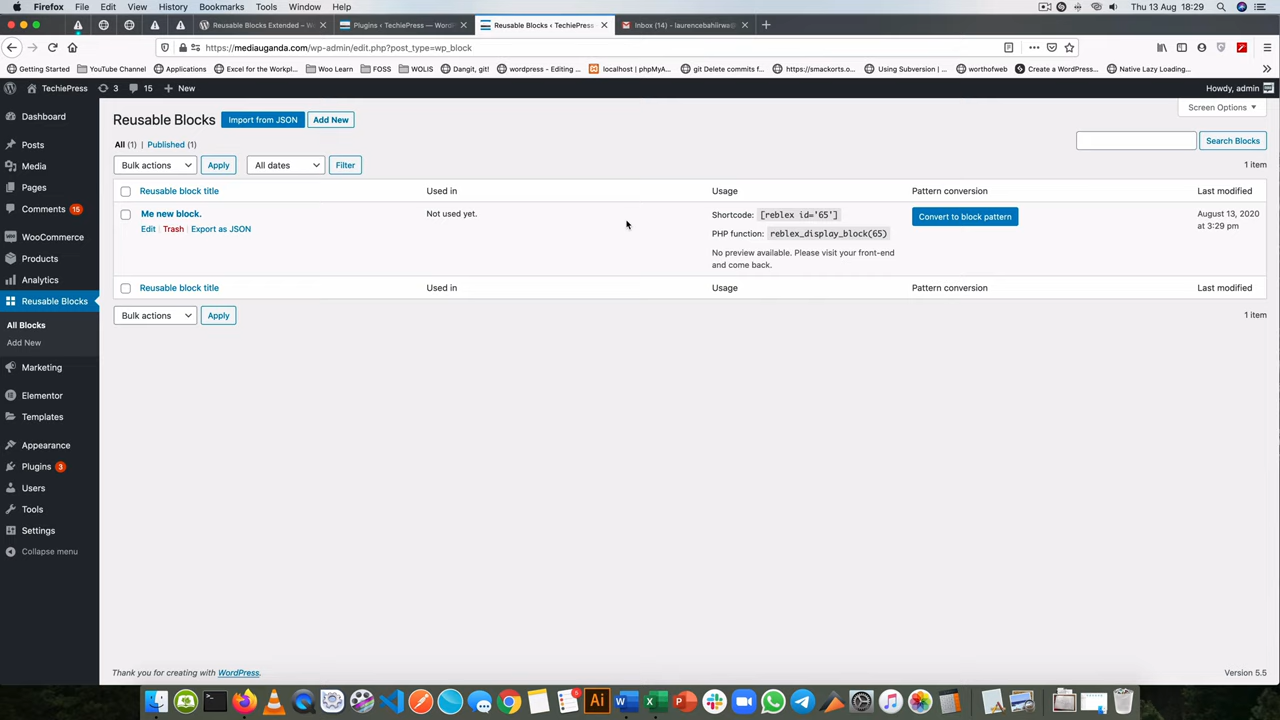 Firefox File Edit View History Bookmarks Tools Window Help Thu 13 Aug 18:29
Reusable Blocks Extended – W Plugins ‹ TechiePress — WordP Reusable Blocks ‹ TechiePress Inbox (14) - laurencebahlirwa@
https://mediauganda.com/wp-admin/edit.php?post_type=wp_block
Getting Started YouTube Channel Applications Excel for the Workpl... Woo Learn FOSS WOLIS Dangit, git! wordpress - Editing ... localhost | phpMyA... git Delete commits f... https://smackorts.o... Using Subversion | ... worthofweb Create a WordPress... Native Lazy Loading...
TechiePress 3 15 New Howdy, admin
Screen Options
Dashboard
Posts
Media
Pages
Comments 15
WooCommerce
Products
Analytics
Reusable Blocks
All Blocks
Add New
Marketing
Elementor
Templates
Appearance
Plugins 3
Users
Tools
Settings
Collapse menu
Reusable Blocks Import from JSON Add New
All (1) | Published (1)
Search Blocks
Bulk actions Apply All dates Filter 1 item
Reusable block title Used in Usage Pattern conversion Last modified
Me new block. Not used yet. Shortcode: [reblex id='65'] Convert to block pattern August 13, 2020
at 3:29 pm
Edit | Trash | Export as JSON
PHP function: reblex_display_block(65)
No preview available. Please visit your front-end
and come back.
Reusable block title Used in Usage Pattern conversion Last modified
Bulk actions Apply 1 item
Thank you for creating with WordPress. Version 5.5
Ai